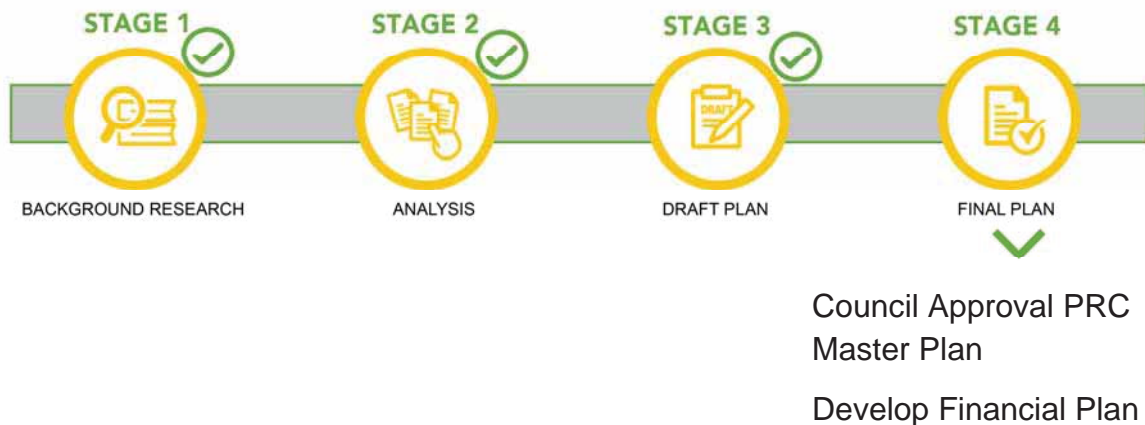 STAGE 1
STAGE 2
STAGE 3
STAGE 4
DRAFT
BACKGROUND RESEARCH
ANALYSIS
DRAFT PLAN
FINAL PLAN
Council Approval PRC
Master Plan
Develop Financial Plan